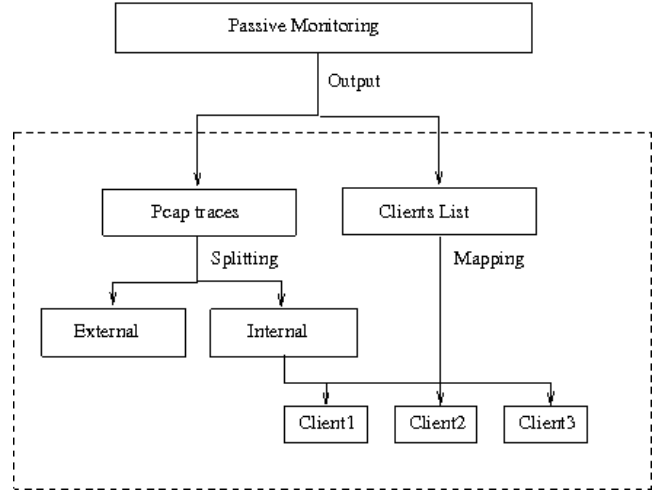 Passive Monitoring
Output
Pcap traces
Clients List
Splitting
Mapping
External
Internal
Client1
Client2
Client3